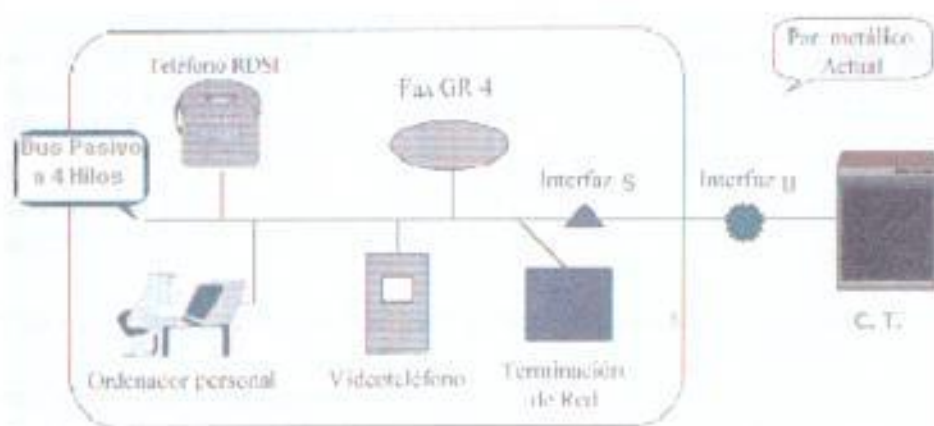 Par metálico
Actual
Teléfono RDSI
Fax GR 4
Bus Pasivo
a 4 Hilos
Interfaz S
Interfaz U
C. T.
Ordenador personal
Videoteléfono
Terminación
de Red